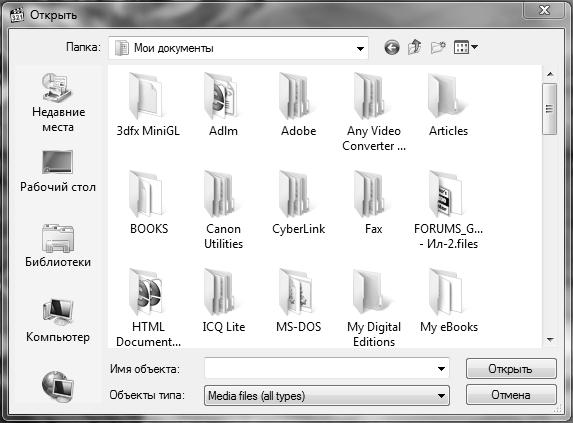 Открыть
Папка:
Мои документы
Недавние
места
Рабочий стол
Библиотеки
Компьютер
3dfx MiniGL
Adlm
Adobe
Any Video
Converter ...
Articles
BOOKS
Canon
Utilities
CyberLink
Fax
FORUMS_G...
- Ил-2.files
HTML
Document...
ICQ Lite
MS-DOS
My Digital
Editions
My eBooks
Имя объекта:
Открыть
Объекты типа:
Media files (all types)
Отмена